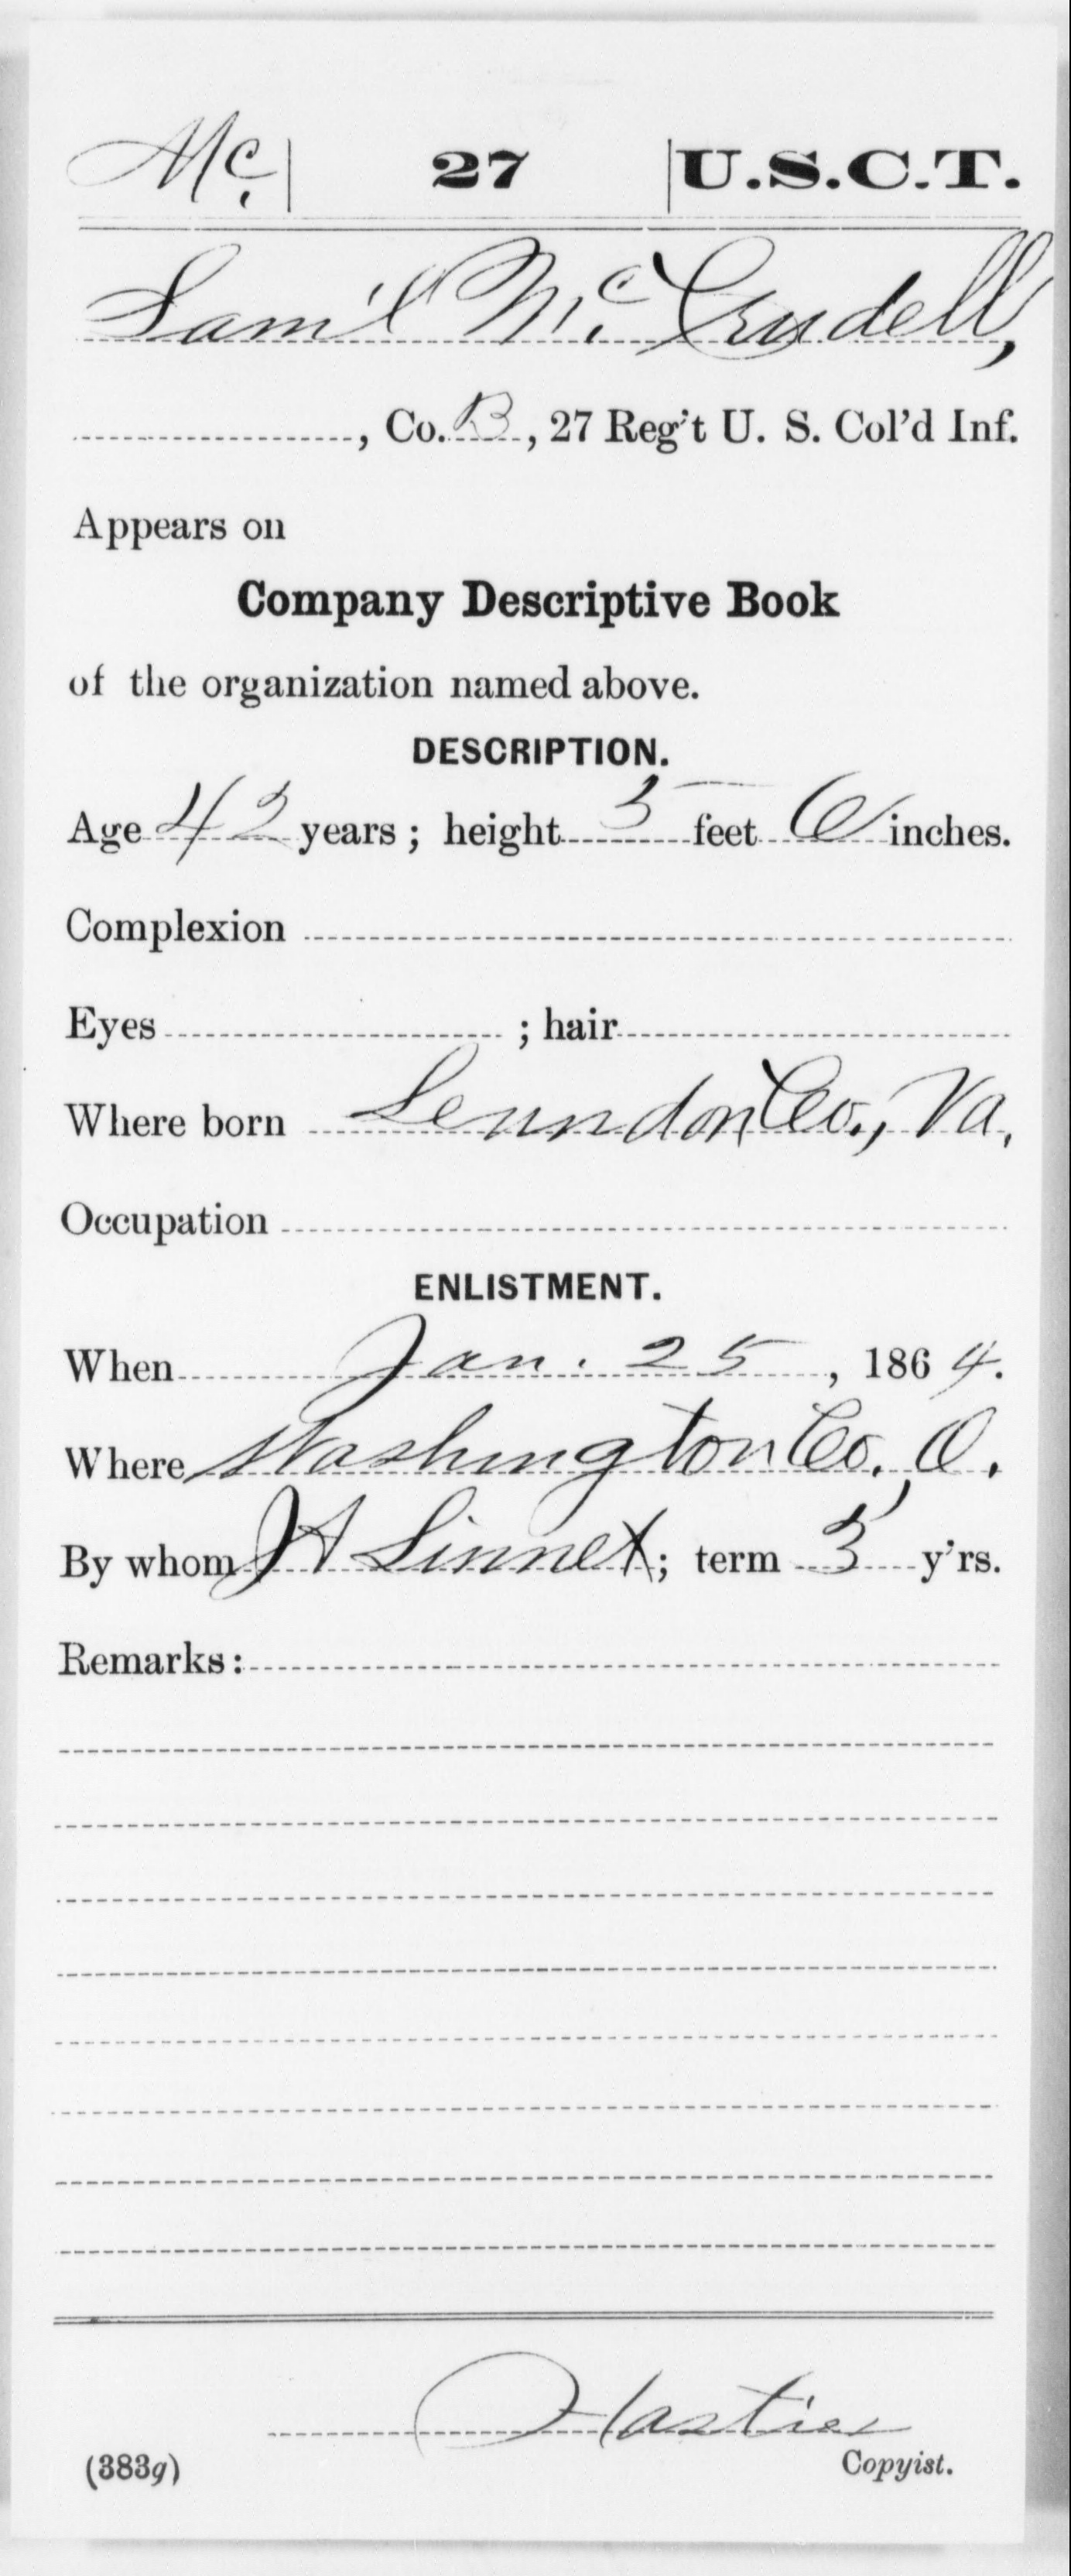 Mc. | 27 | U.S.C.T.
Sam'l McCrudell,
, Co. B, 27 Reg't U. S. Col'd Inf.
Appears on
Company Descriptive Book
of the organization named above.
DESCRIPTION.
Age 42 years; height 5 feet 6 inches.
Complexion
Eyes ; hair
Where born Lenndon Co., Va.
Occupation
ENLISTMENT.
When Jan. 25, 1864.
Where Washington Co., O.
By whom J A Linnet; term 3 y'rs.
Remarks:
Hastie
(383g) Copyist.